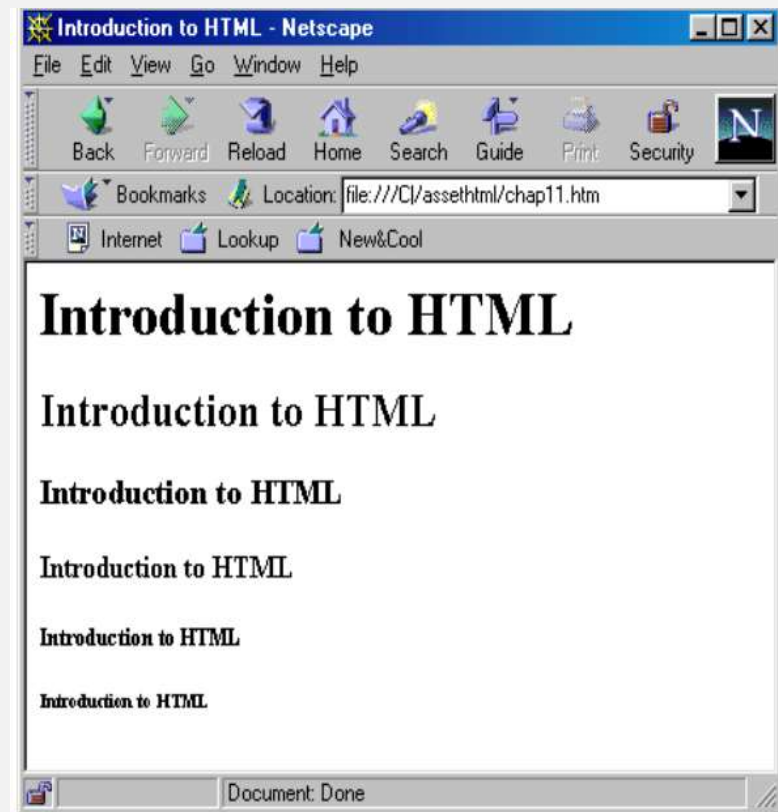 Introduction to HTML - Netscape
File Edit View Go Window Help
Back Forward Reload Home Search Guide Print Security
N
Bookmarks Location: file:///C|/assethtml/chap11.htm
Internet Lookup New&Cool
Introduction to HTML
Introduction to HTML
Introduction to HTML
Introduction to HTML
Introduction to HTML
Introduction to HTML
Document: Done